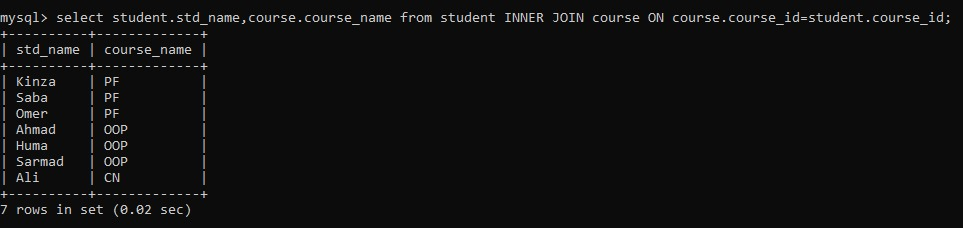 mysql> select student.std_name,course.course_name from student INNER JOIN course ON course.course_id=student.course_id;
+----------+-------------+
| std_name | course_name |
+----------+-------------+
| Kinza    | PF          |
| Saba     | PF          |
| Omer     | PF          |
| Ahmad    | OOP         |
| Huma     | OOP         |
| Sarmad   | OOP         |
| Ali      | CN          |
+----------+-------------+
7 rows in set (0.02 sec)